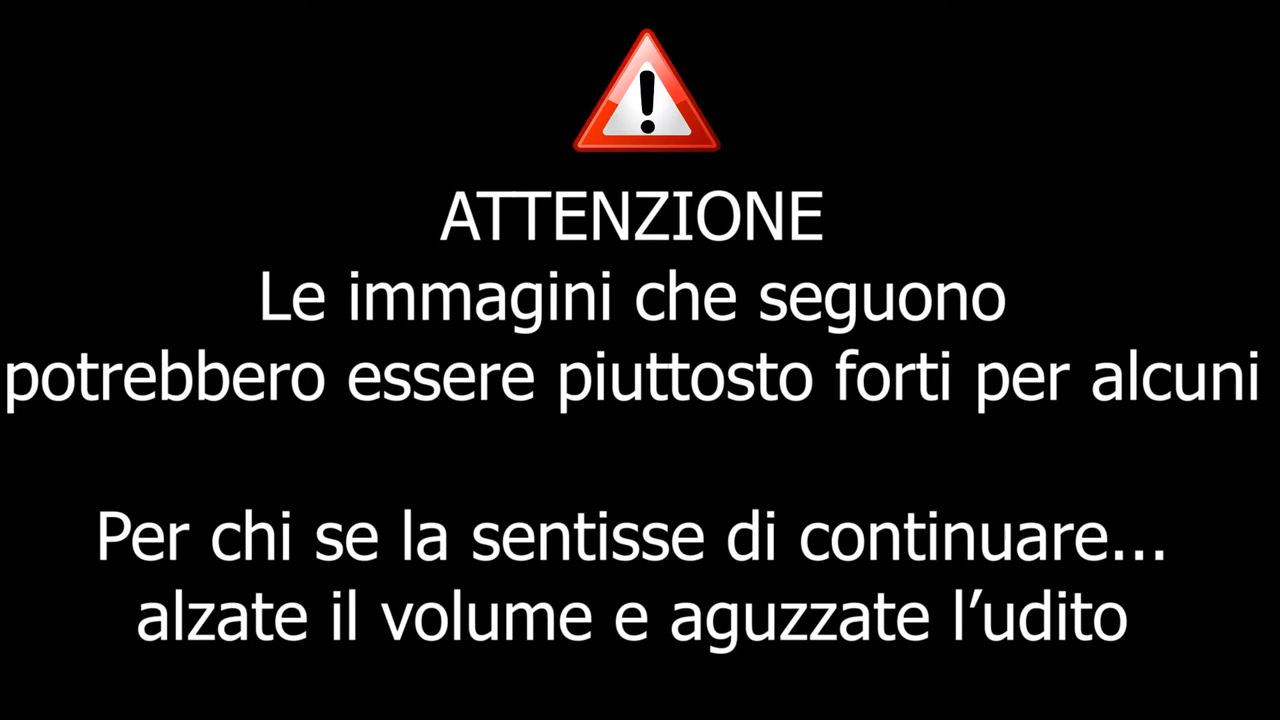 ATTENZIONE
Le immagini che seguono
potrebbero essere piuttosto forti per alcuni
Per chi se la sentisse di continuare...
alzate il volume e aguzzate l’udito